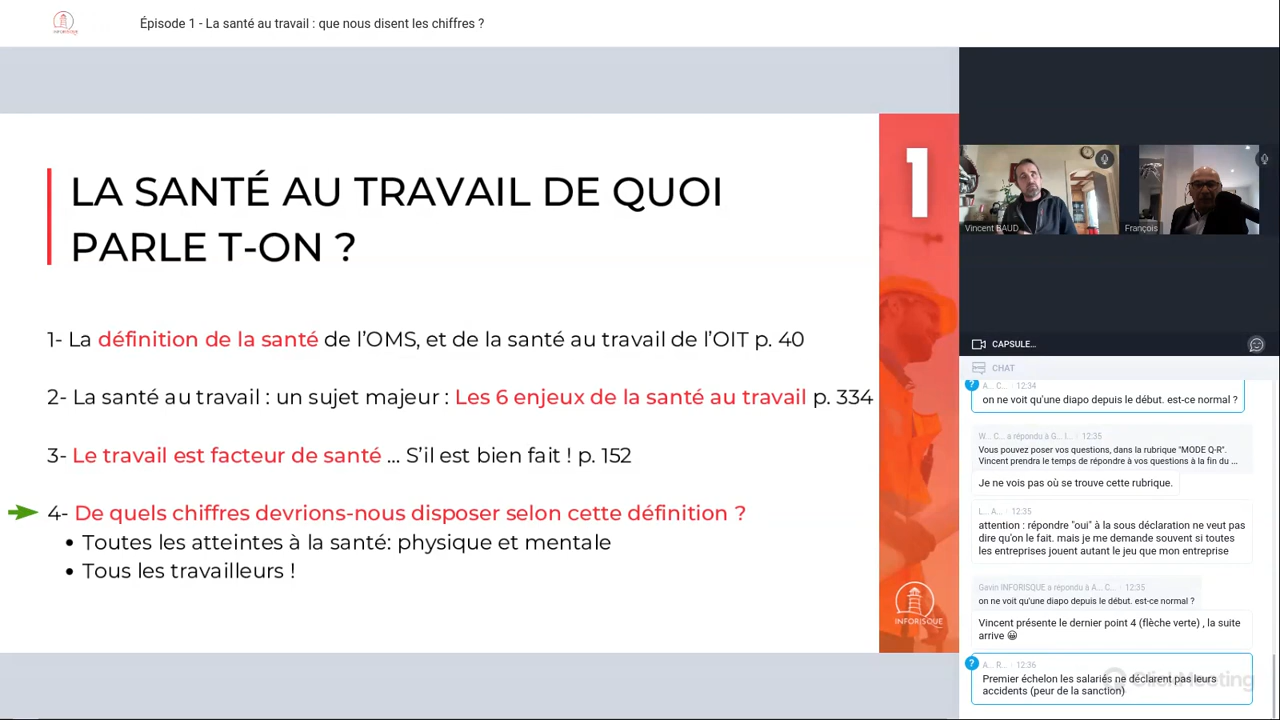 INFORISQUE
Épisode 1 - La santé au travail : que nous disent les chiffres ?
LA SANTÉ AU TRAVAIL DE QUOI
PARLE T-ON ?
1- La définition de la santé de l'OMS, et de la santé au travail de l'OIT p. 40
2- La santé au travail : un sujet majeur : Les 6 enjeux de la santé au travail p. 334
3- Le travail est facteur de santé ... S'il est bien fait ! p. 152
4- De quels chiffres devrions-nous disposer selon cette définition ?
• Toutes les atteintes à la santé: physique et mentale
• Tous les travailleurs !
1
INFORISQUE
Vincent BAUD
François
CAPSULE...
CHAT
? A... C... 12:34
on ne voit qu'une diapo depuis le début. est-ce normal ?
W... C... a répondu à G... I... 12:35
Vous pouvez poser vos questions, dans la rubrique "MODE Q-R".
Vincent prendra le temps de répondre à vos questions à la fin du ...
Je ne vois pas où se trouve cette rubrique.
L... A... 12:35
attention : répondre "oui" à la sous déclaration ne veut pas
dire qu'on le fait. mais je me demande souvent si toutes
les entreprises jouent autant le jeu que mon entreprise
Gavin INFORISQUE a répondu à A... C... 12:35
on ne voit qu'une diapo depuis le début. est-ce normal ?
Vincent présente le dernier point 4 (flèche verte) , la suite
arrive 😀
? A... R... 12:36
Premier échelon les salariés ne déclarent pas leurs
accidents (peur de la sanction)
ClickMeeting